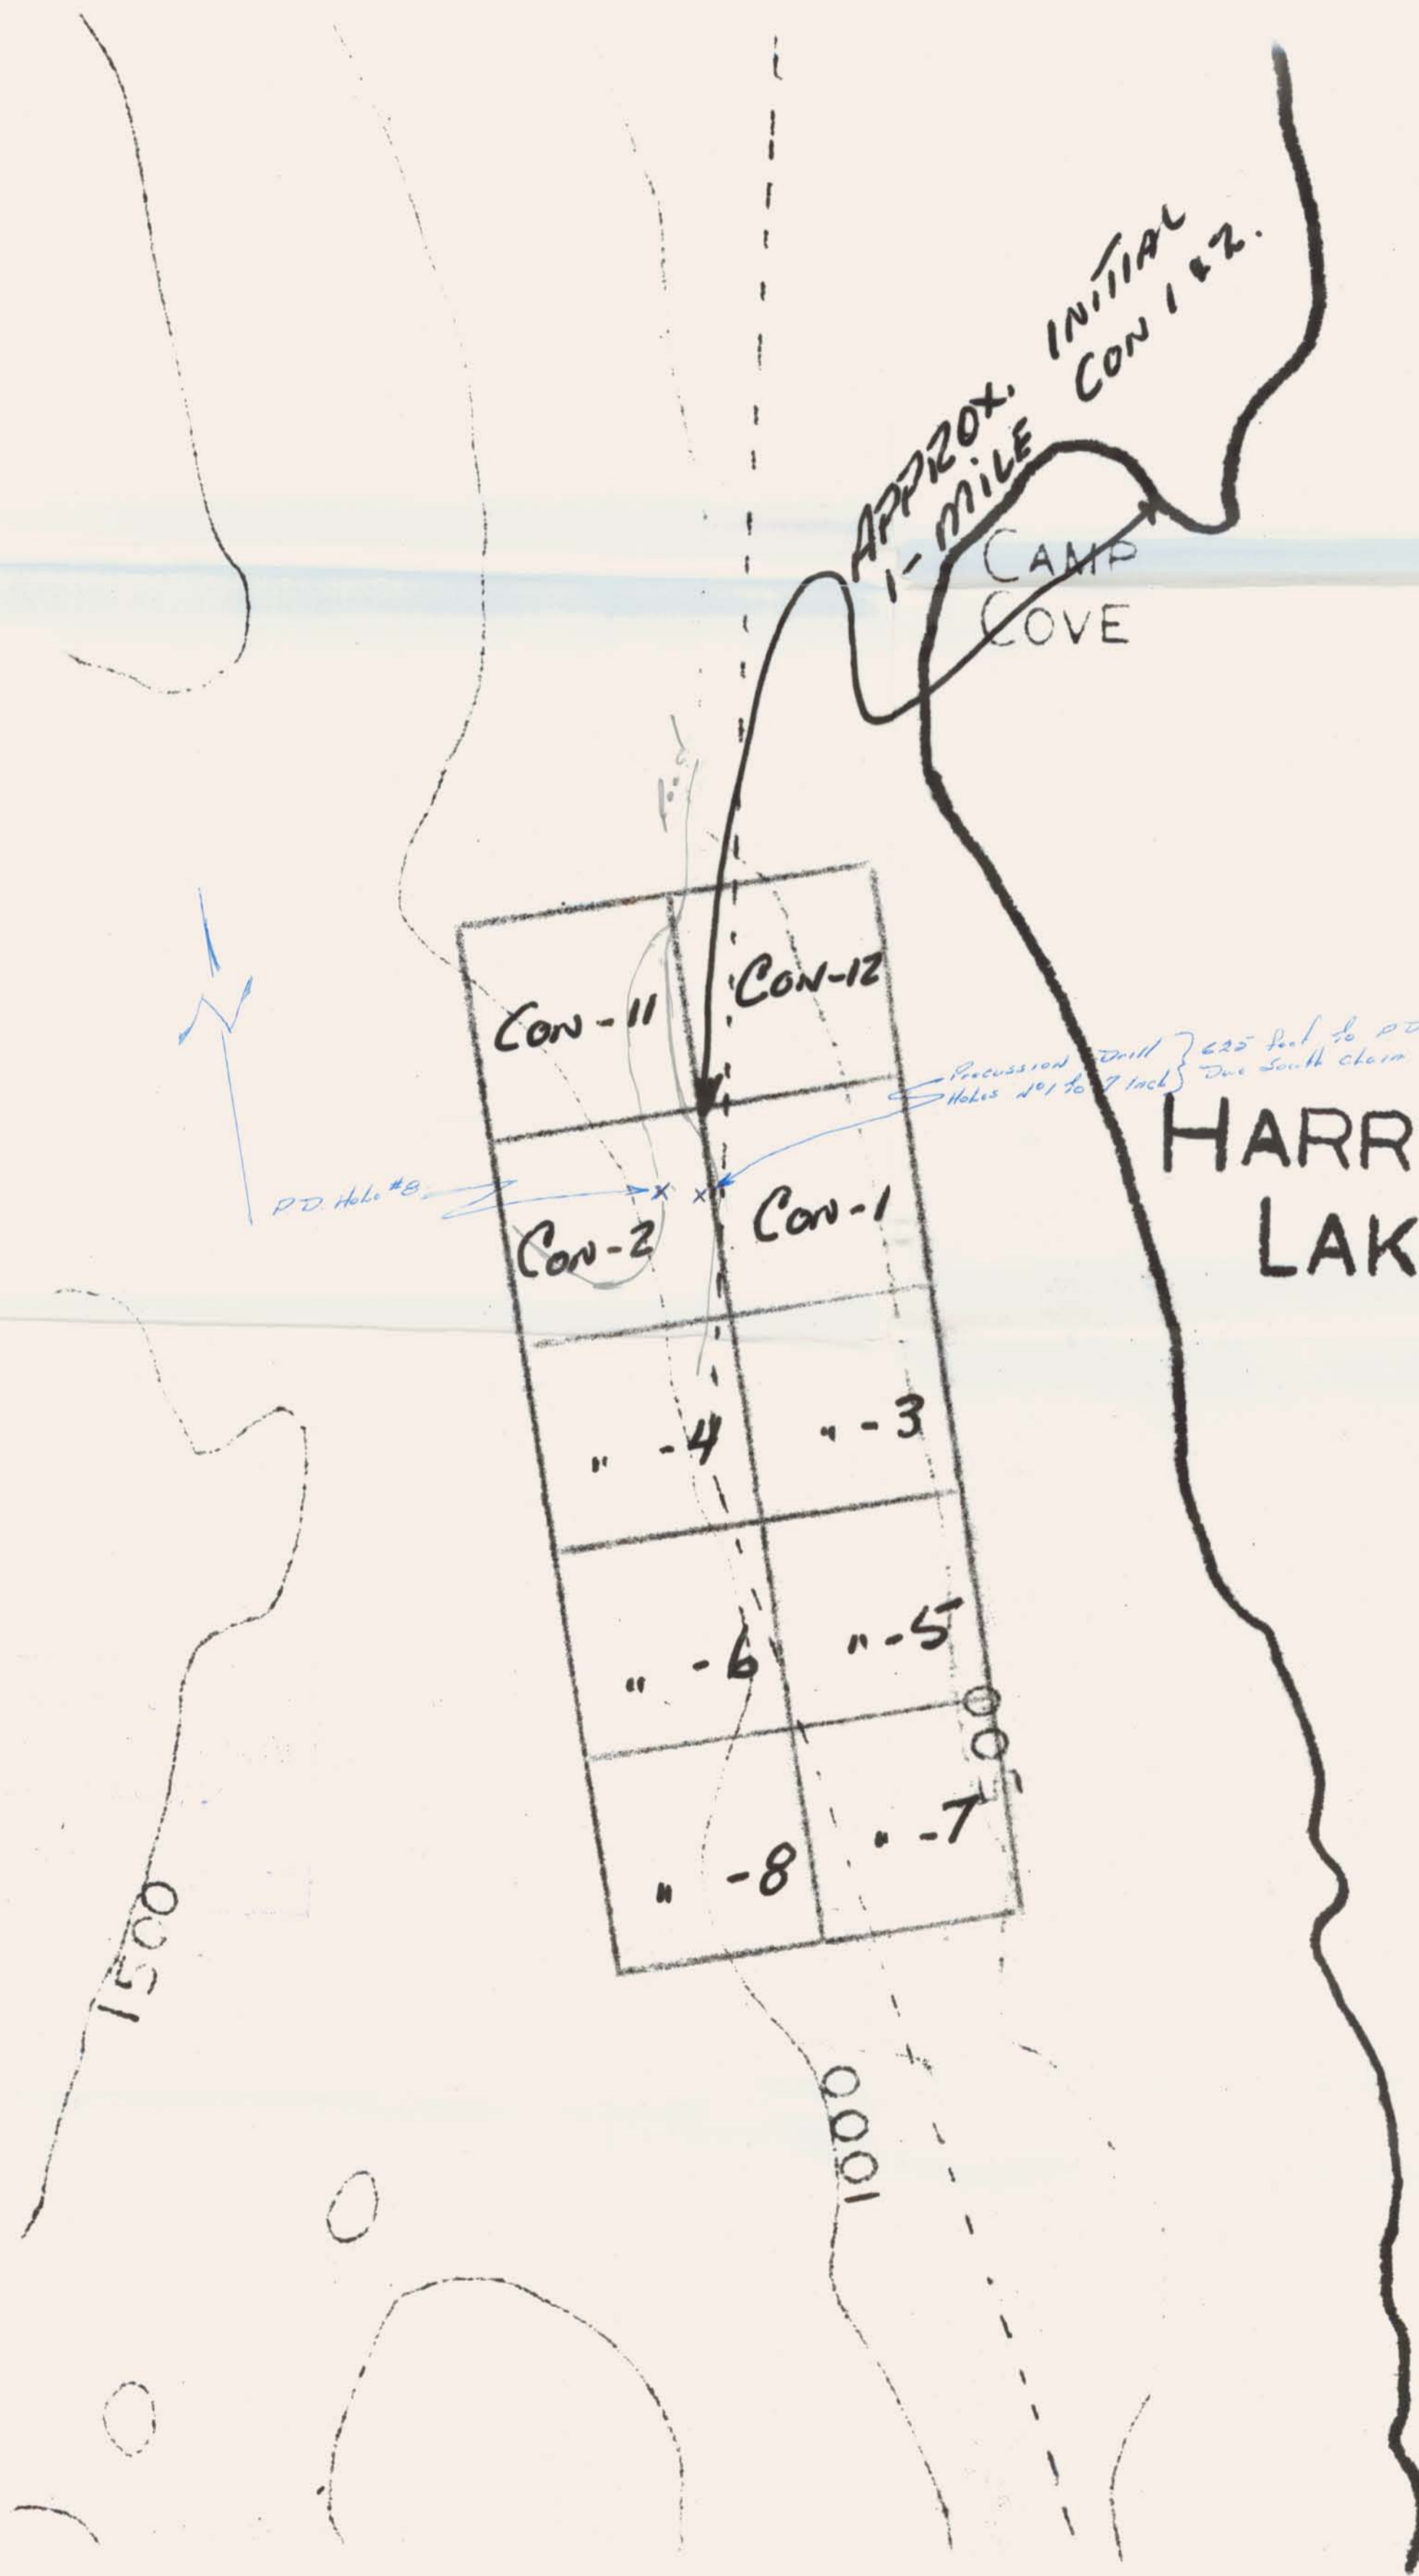 INITIAL
CON 1 & 2.
APPROX.
1-MILE
CAMP
COVE
CON-11
CON-12
Precussion Drill } 625 feet to P.D
Holes No 1 to 7 Incl } Due South Claim
HARR
LAK
N
P.D. Hole #8
CON-2
CON-1
" -4
" -3
" -6
" -5
500
" -8
" -7
1500
1000